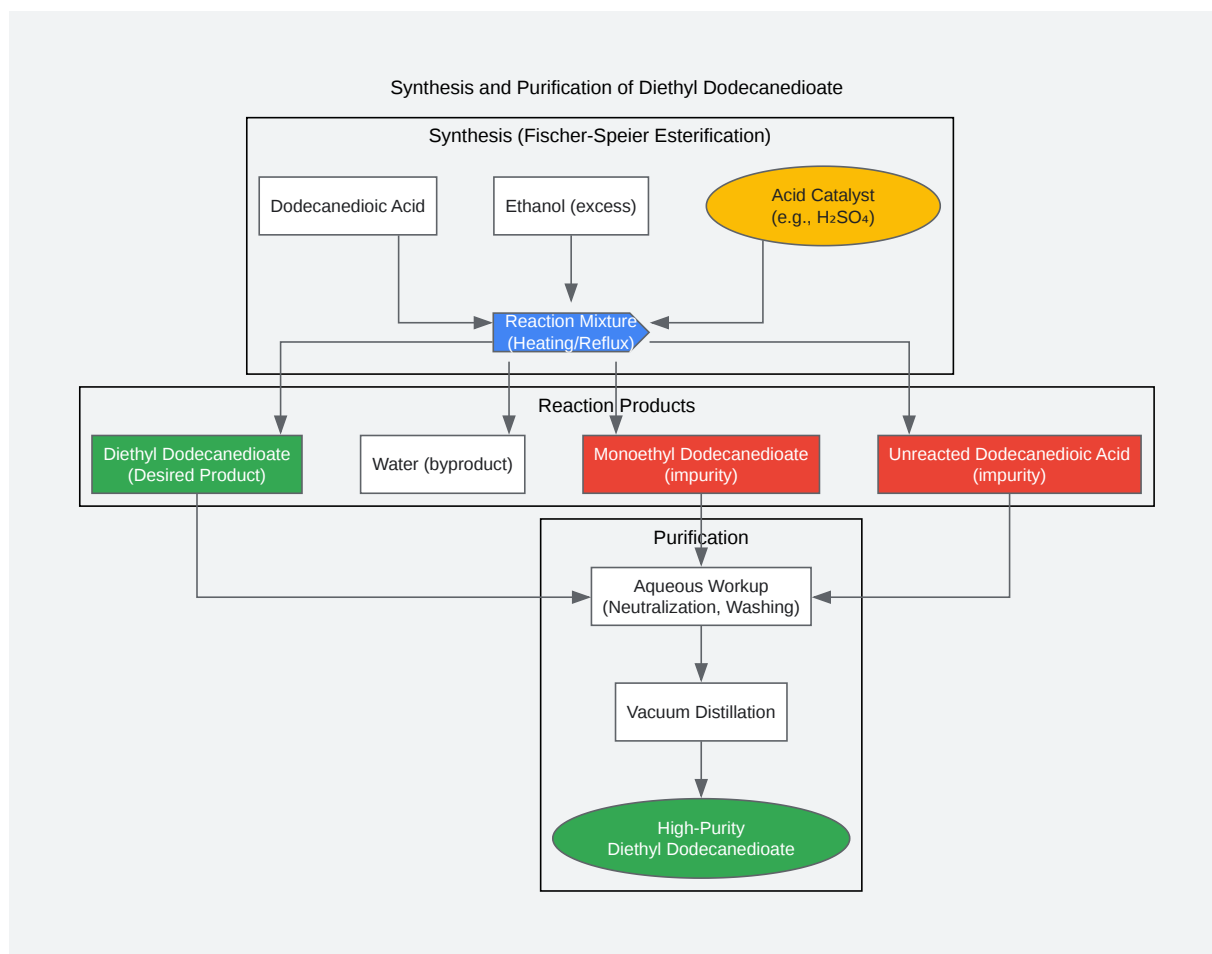 Synthesis and Purification of Diethyl Dodecanedioate
Synthesis (Fischer-Speier Esterification)
Dodecanedioic Acid
Ethanol (excess)
Acid Catalyst
(e.g., H₂SO₄)
Reaction Mixture
(Heating/Reflux)
Reaction Products
Diethyl Dodecanedioate
(Desired Product)
Water (byproduct)
Monoethyl Dodecanedioate
(impurity)
Unreacted Dodecanedioic Acid
(impurity)
Purification
Aqueous Workup
(Neutralization, Washing)
Vacuum Distillation
High-Purity
Diethyl Dodecanedioate